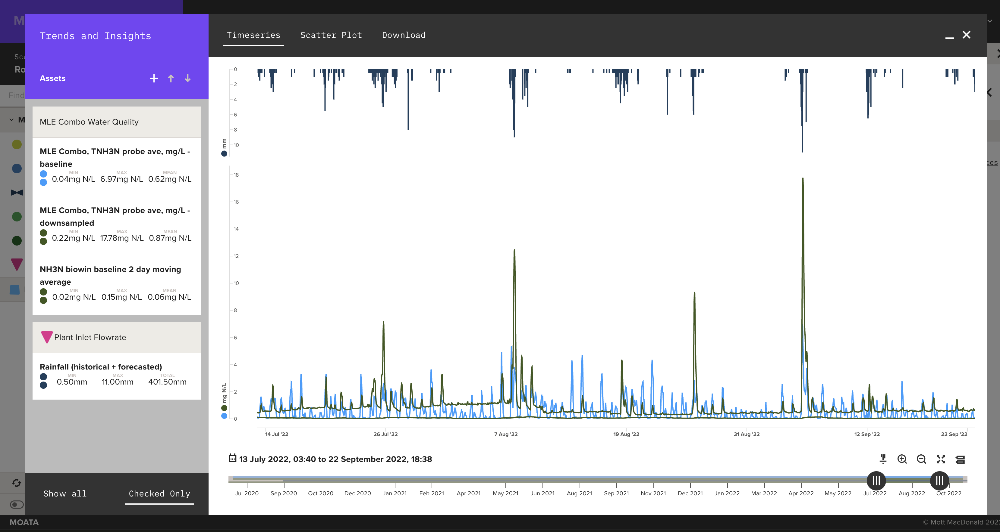 M
Trends and Insights
Timeseries
Scatter Plot
Download
Sce
Ro
Assets
Find
M
MLE Combo Water Quality
MLE Combo, TNH3N probe ave, mg/L -
baseline
MIN MAX MEAN
0.04mg N/L 6.97mg N/L 0.62mg N/L
MLE Combo, TNH3N probe ave, mg/L -
downsampled
MIN MAX MEAN
0.22mg N/L 17.78mg N/L 0.87mg N/L
NH3N biowin baseline 2 day moving
average
MIN MAX MEAN
0.02mg N/L 0.15mg N/L 0.06mg N/L
Plant Inlet Flowrate
Rainfall (historical + forecasted)
MIN MAX TOTAL
0.50mm 11.00mm 401.50mm
Show all
Checked Only
0
2
4
6
8
10
mm
18
16
14
12
10
8
6
4
2
0
mg N/L
14 Jul '22 26 Jul '22 7 Aug '22 19 Aug '22 31 Aug '22 12 Sep '22 22 Sep '22
13 July 2022, 03:40 to 22 September 2022, 18:38
Jul 2020 Sep 2020 Oct 2020 Dec 2020 Jan 2021 Feb 2021 Apr 2021 May 2021 Jun 2021 Aug 2021 Sep 2021 Nov 2021 Dec 2021 Jan 2022 Mar 2022 Apr 2022 May 2022 Jul 2022 Aug 2022 Oct 2022
ces
MOATA
© Mott MacDonald 2022